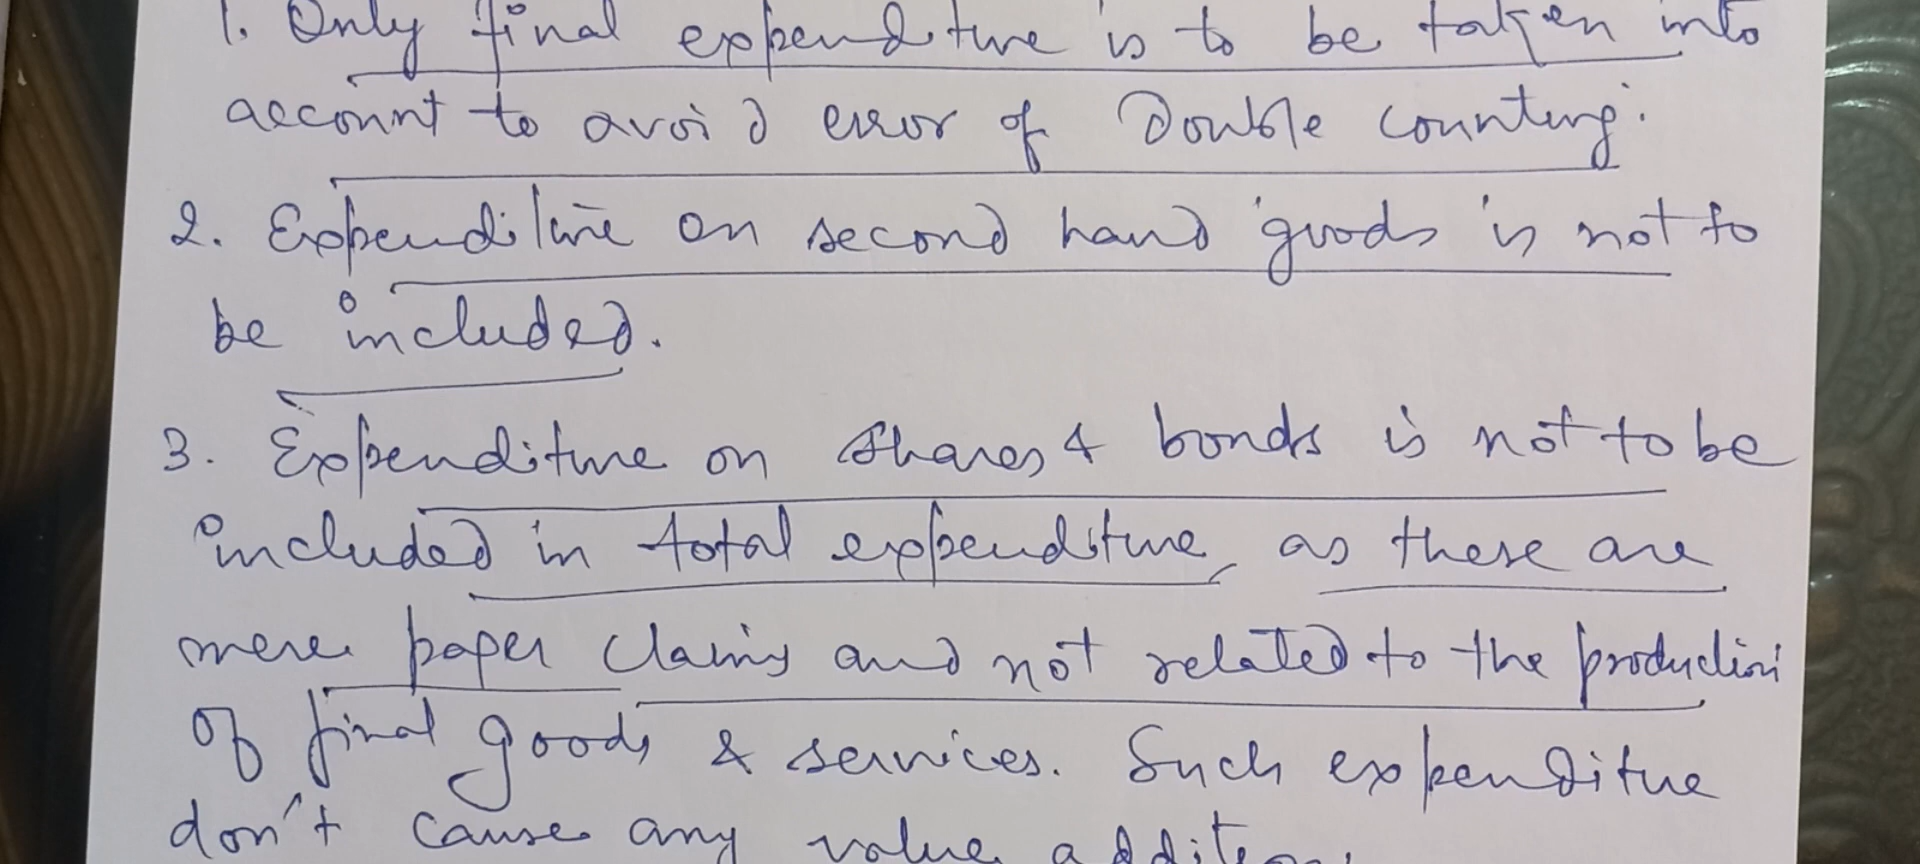 1. Only final expenditure is to be taken into
account to avoid error of Double counting.
2. Expenditure on second hand goods is not to
be included.
3. Expenditure on shares & bonds is not to be
included in total expenditure, as these are
mere paper claims and not related to the production
of final goods & services. Such expenditure
don't cause any value addition.